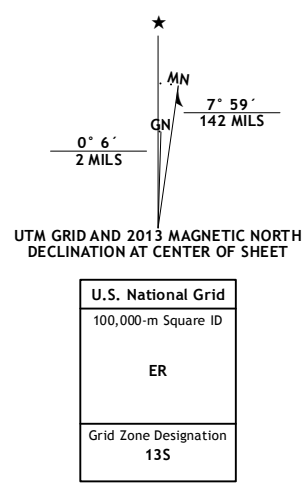 ★
MN
7° 59´
142 MILS
GN
0° 6´
2 MILS
UTM GRID AND 2013 MAGNETIC NORTH
DECLINATION AT CENTER OF SHEET
U.S. National Grid
100,000-m Square ID
ER
Grid Zone Designation
13S